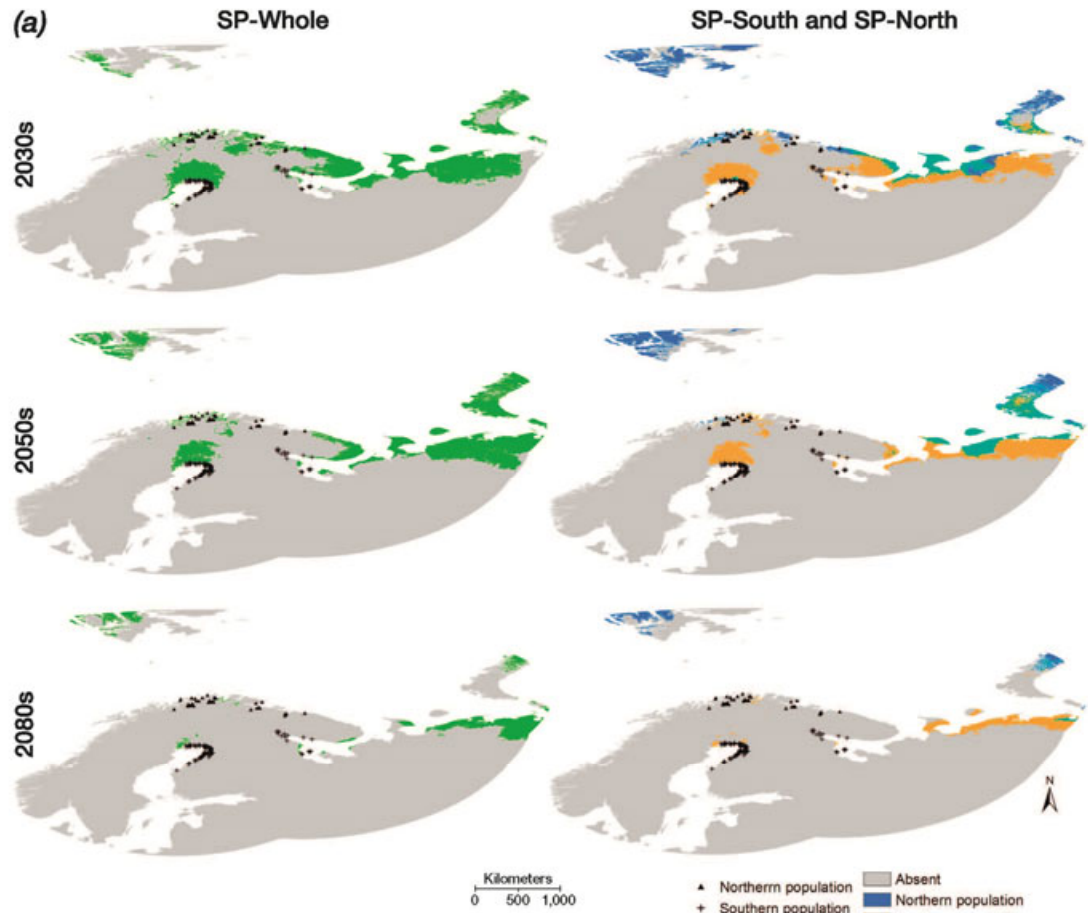 (a)
SP-Whole
SP-South and SP-North
2030s
2050s
2080s
N
Kilometers
0 500 1,000
Northerrn population
Southern population
Absent
Northern population